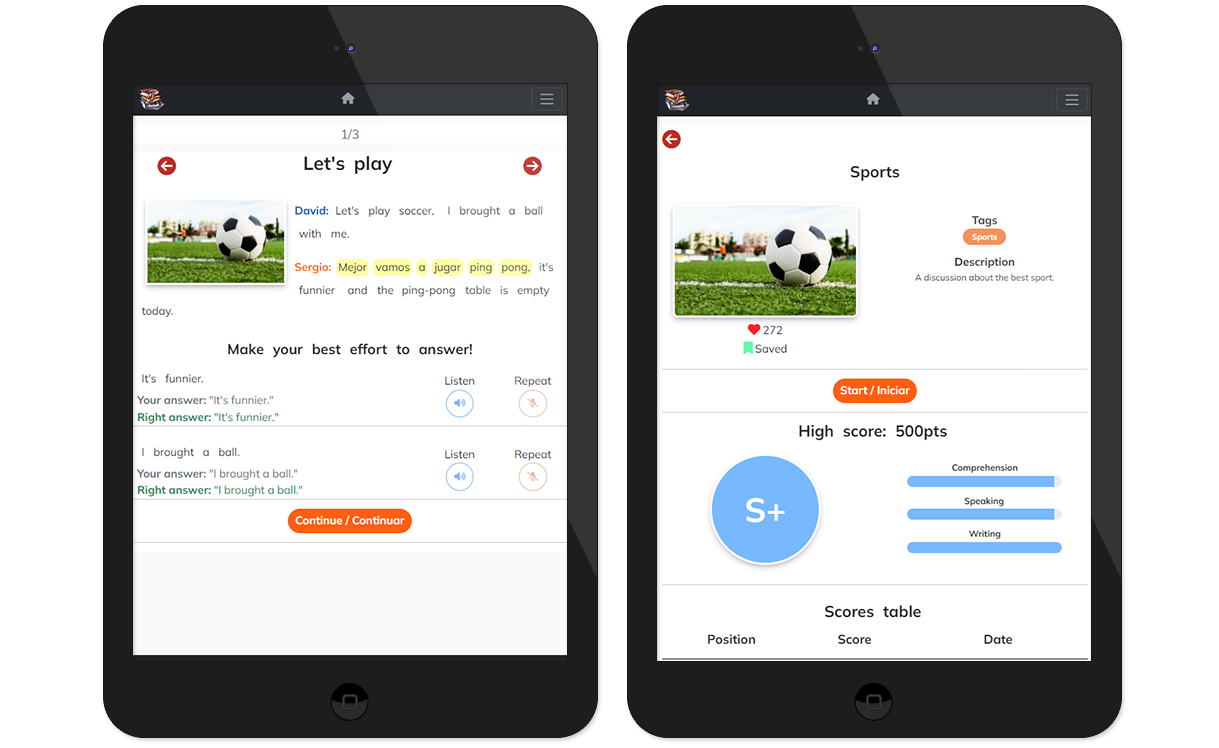 1/3
Let's play
David: Let's play soccer, I brought a ball
with me.
Sergio: Mejor vamos a jugar ping pong, it's
funnier and the ping-pong table is empty
today.
Make your best effort to answer!
It's funnier.
Listen Repeat
Your answer: "It's funnier."
Right answer: "It's funnier."
I brought a ball.
Listen Repeat
Your answer: "I brought a ball."
Right answer: "I brought a ball."
Continue / Continuar
Sports
Tags
Sports
Description
A discussion about the best sport.
272
Saved
Start / Iniciar
High score: 500pts
S+
Comprehension
Speaking
Writing
Scores table
Position Score Date